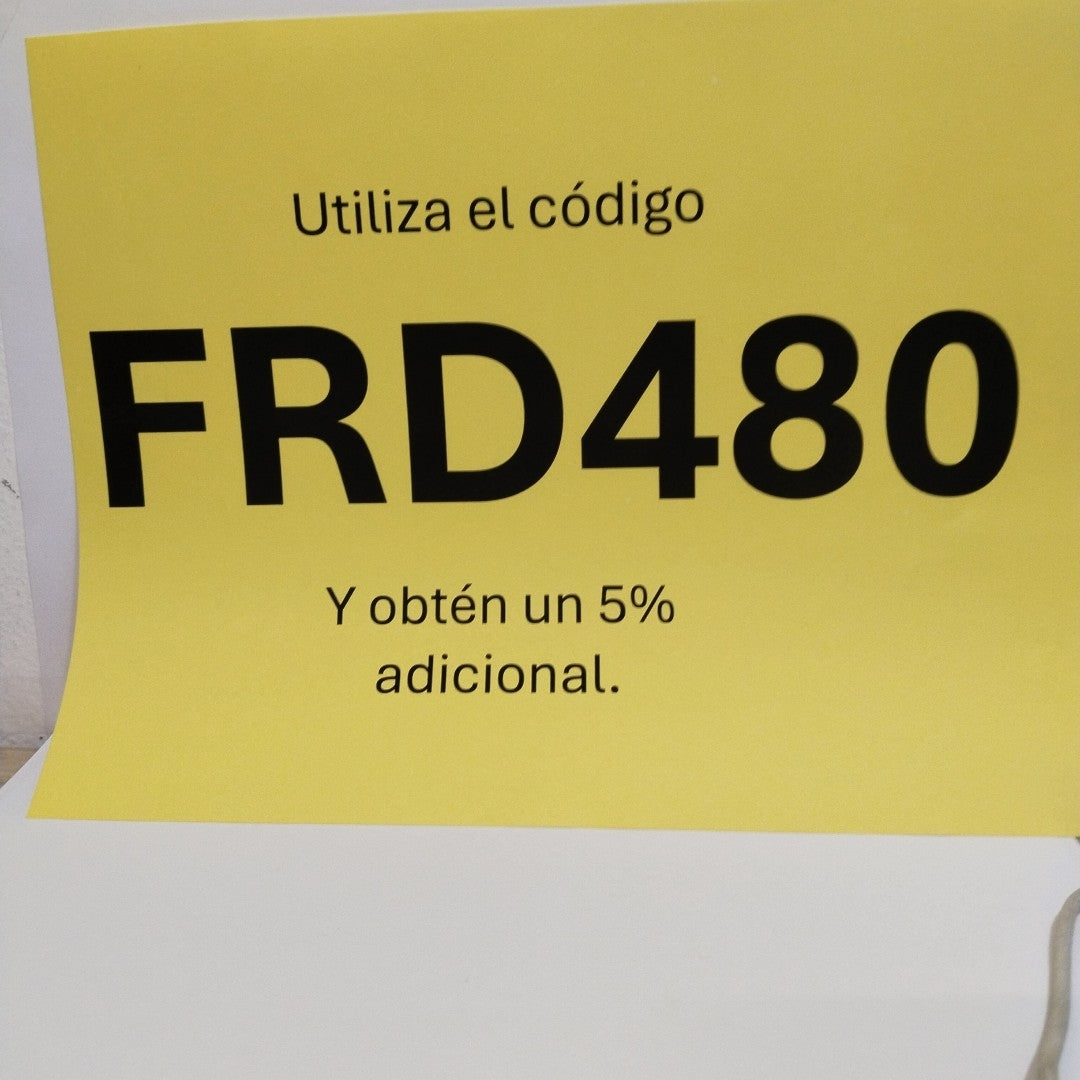 Utiliza el código
FRD480
Y obtén un 5%
adicional.